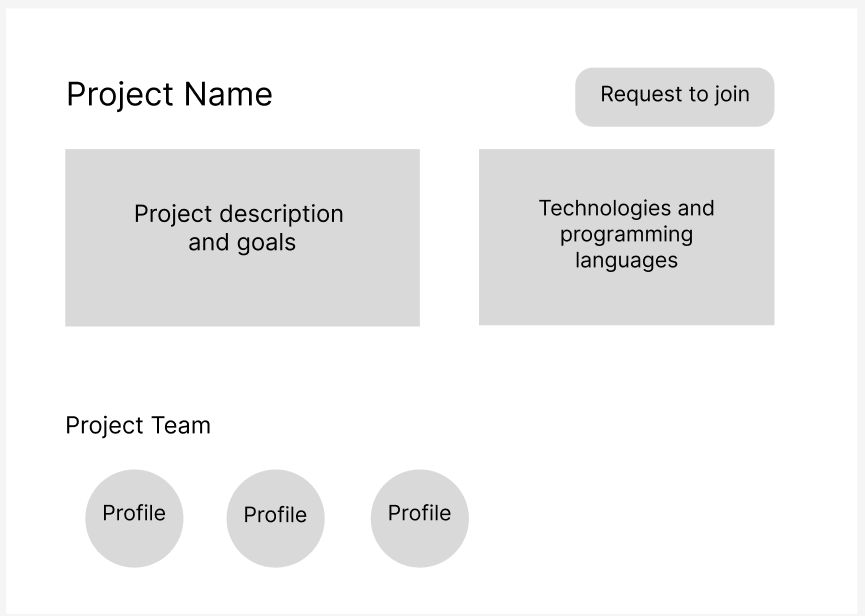 Project Name
Request to join
Project description
and goals
Technologies and
programming
languages
Project Team
Profile
Profile
Profile